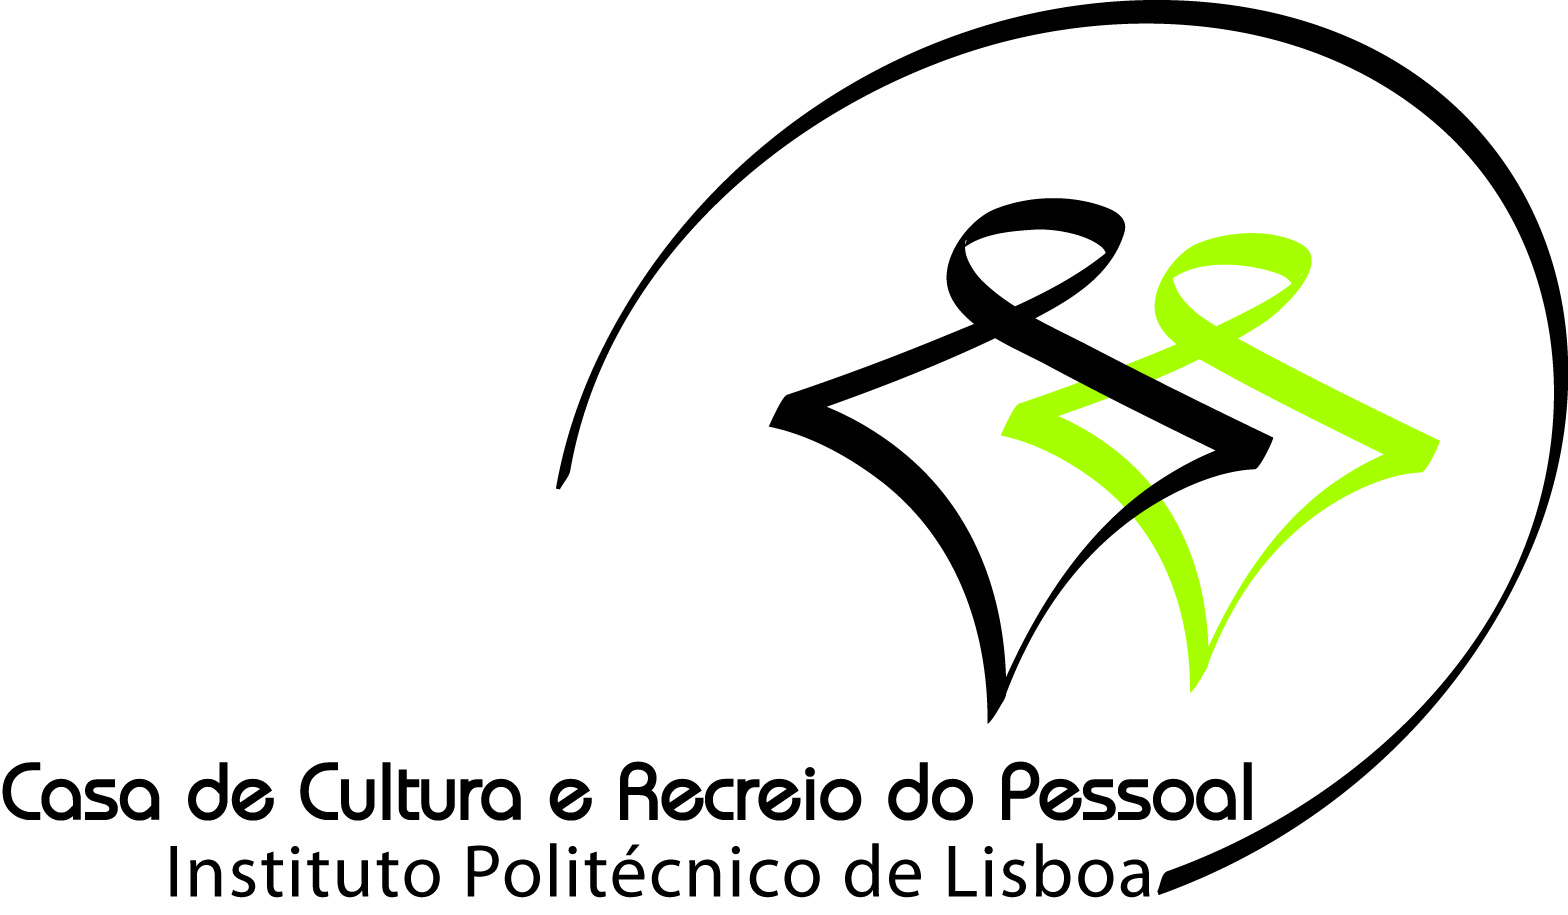 Casa de Cultura e Recreio do Pessoal
Instituto Politécnico de Lisboa